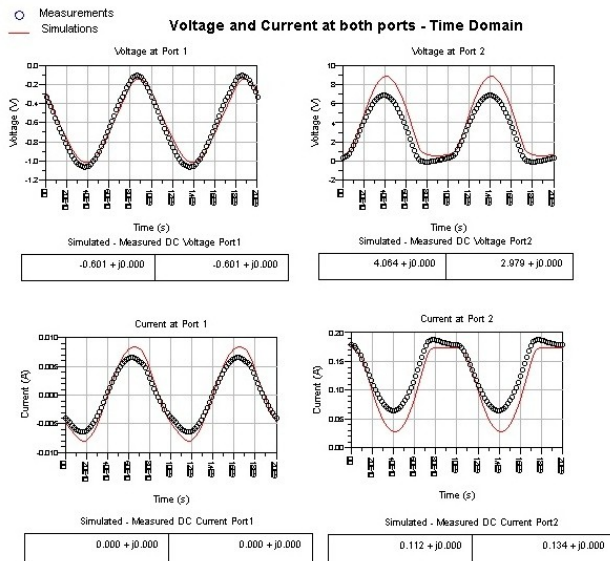 Measurements
Simulations
Voltage and Current at both ports - Time Domain
Voltage at Port 1
Voltage (V)
0.0
-0.2
-0.4
-0.6
-0.8
-1.0
-1.2
Time (s)
Simulated - Measured DC Voltage Port1
-0.601 + j0.000 -0.601 + j0.000
Voltage at Port 2
Voltage (V)
10
8
6
4
2
0
-2
Time (s)
Simulated - Measured DC Voltage Port2
4.064 + j0.000 2.979 + j0.000
Current at Port 1
Current (A)
0.010
0.005
0.000
-0.005
-0.010
Time (s)
Simulated - Measured DC Current Port1
0.000 + j0.000 0.000 + j0.000
Current at Port 2
Current (A)
0.20
0.15
0.10
0.05
0.00
Time (s)
Simulated - Measured DC Current Port2
0.112 + j0.000 0.134 + j0.000